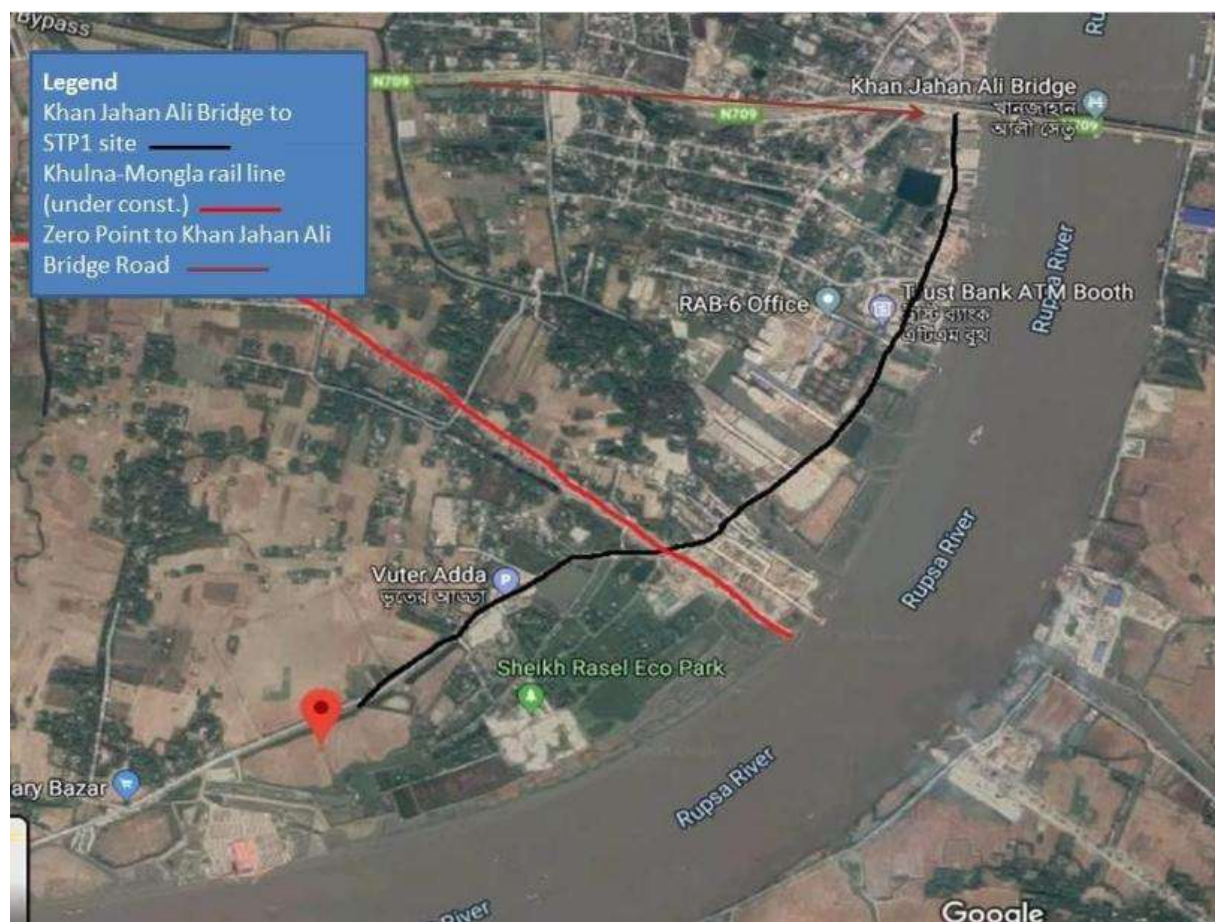 Bypass
Legend
Khan Jahan Ali Bridge to
STP1 site
Khulna-Mongla rail line
(under const.)
Zero Point to Khan Jahan Ali
Bridge Road
N709
N709
Khan Jahan Ali Bridge
খানজাহান
আলী সেতু
N709
Ru
Rupsa River
RAB-6 Office
Trust Bank ATM Booth
ট্রাস্ট ব্যাংক
এটিএম বুথ
Vuter Adda
ভূতের আড্ডা
P
Rupsa River
Sheikh Rasel Eco Park
Rupsa River
ary Bazar
Rupsa River
Google